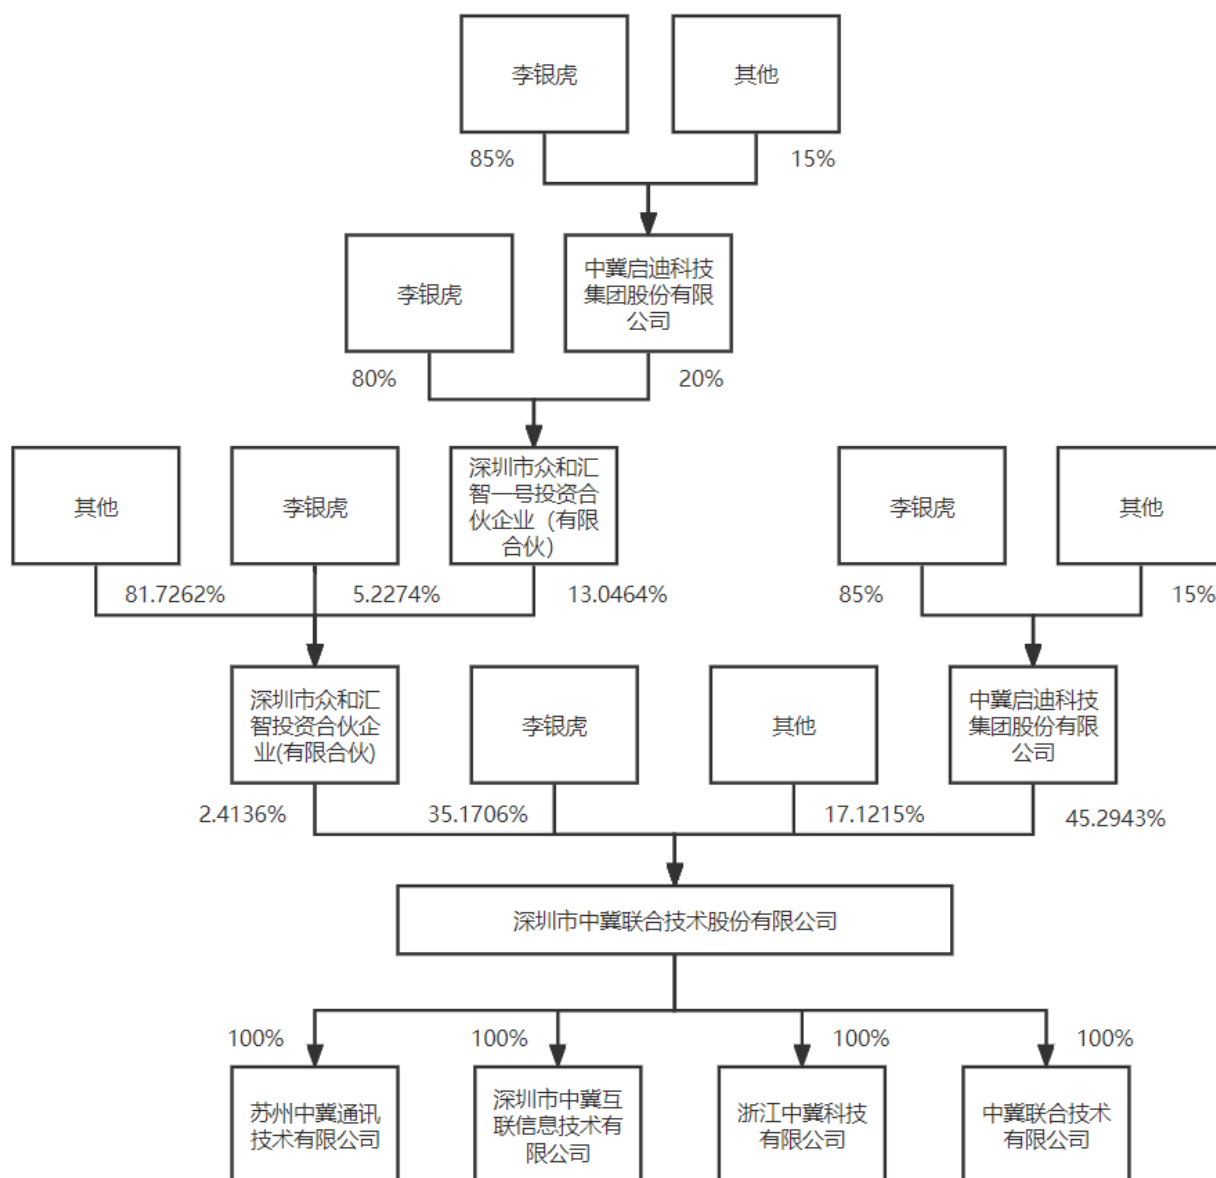 李银虎
其他
85%
15%
李银虎
中冀启迪科技
集团股份有限
公司
80%
20%
其他
李银虎
深圳市众和汇
智一号投资合
伙企业（有限
合伙）
李银虎
其他
81.7262%
5.2274%
13.0464%
85%
15%
深圳市众和汇
智投资合伙企
业(有限合伙)
李银虎
其他
中冀启迪科技
集团股份有限
公司
2.4136%
35.1706%
17.1215%
45.2943%
深圳市中冀联合技术股份有限公司
100%
100%
100%
100%
苏州中冀通讯
技术有限公司
深圳市中冀互
联信息技术有
限公司
浙江中冀科技
有限公司
中冀联合技术
有限公司